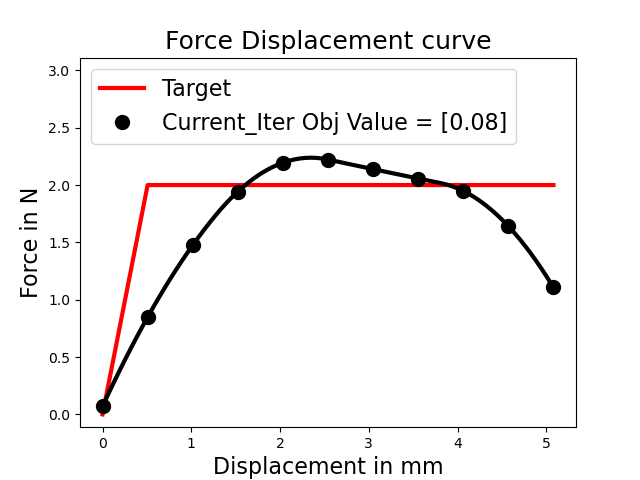 Force Displacement curve
Target
Current_Iter Obj Value = [0.08]
3.0
2.5
2.0
1.5
1.0
0.5
0.0
Force in N
0 1 2 3 4 5
Displacement in mm